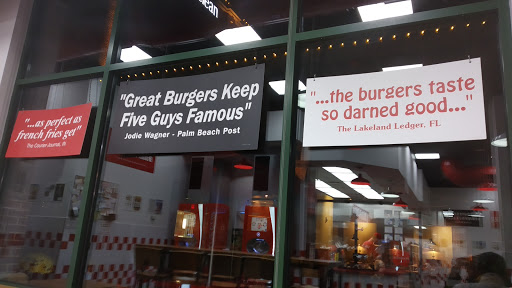 "...as perfect as
french fries get"
"Great Burgers Keep
Five Guys Famous"
Jodie Wagner - Palm Beach Post
"...the burgers taste
so darned good..."
The Lakeland Ledger, FL